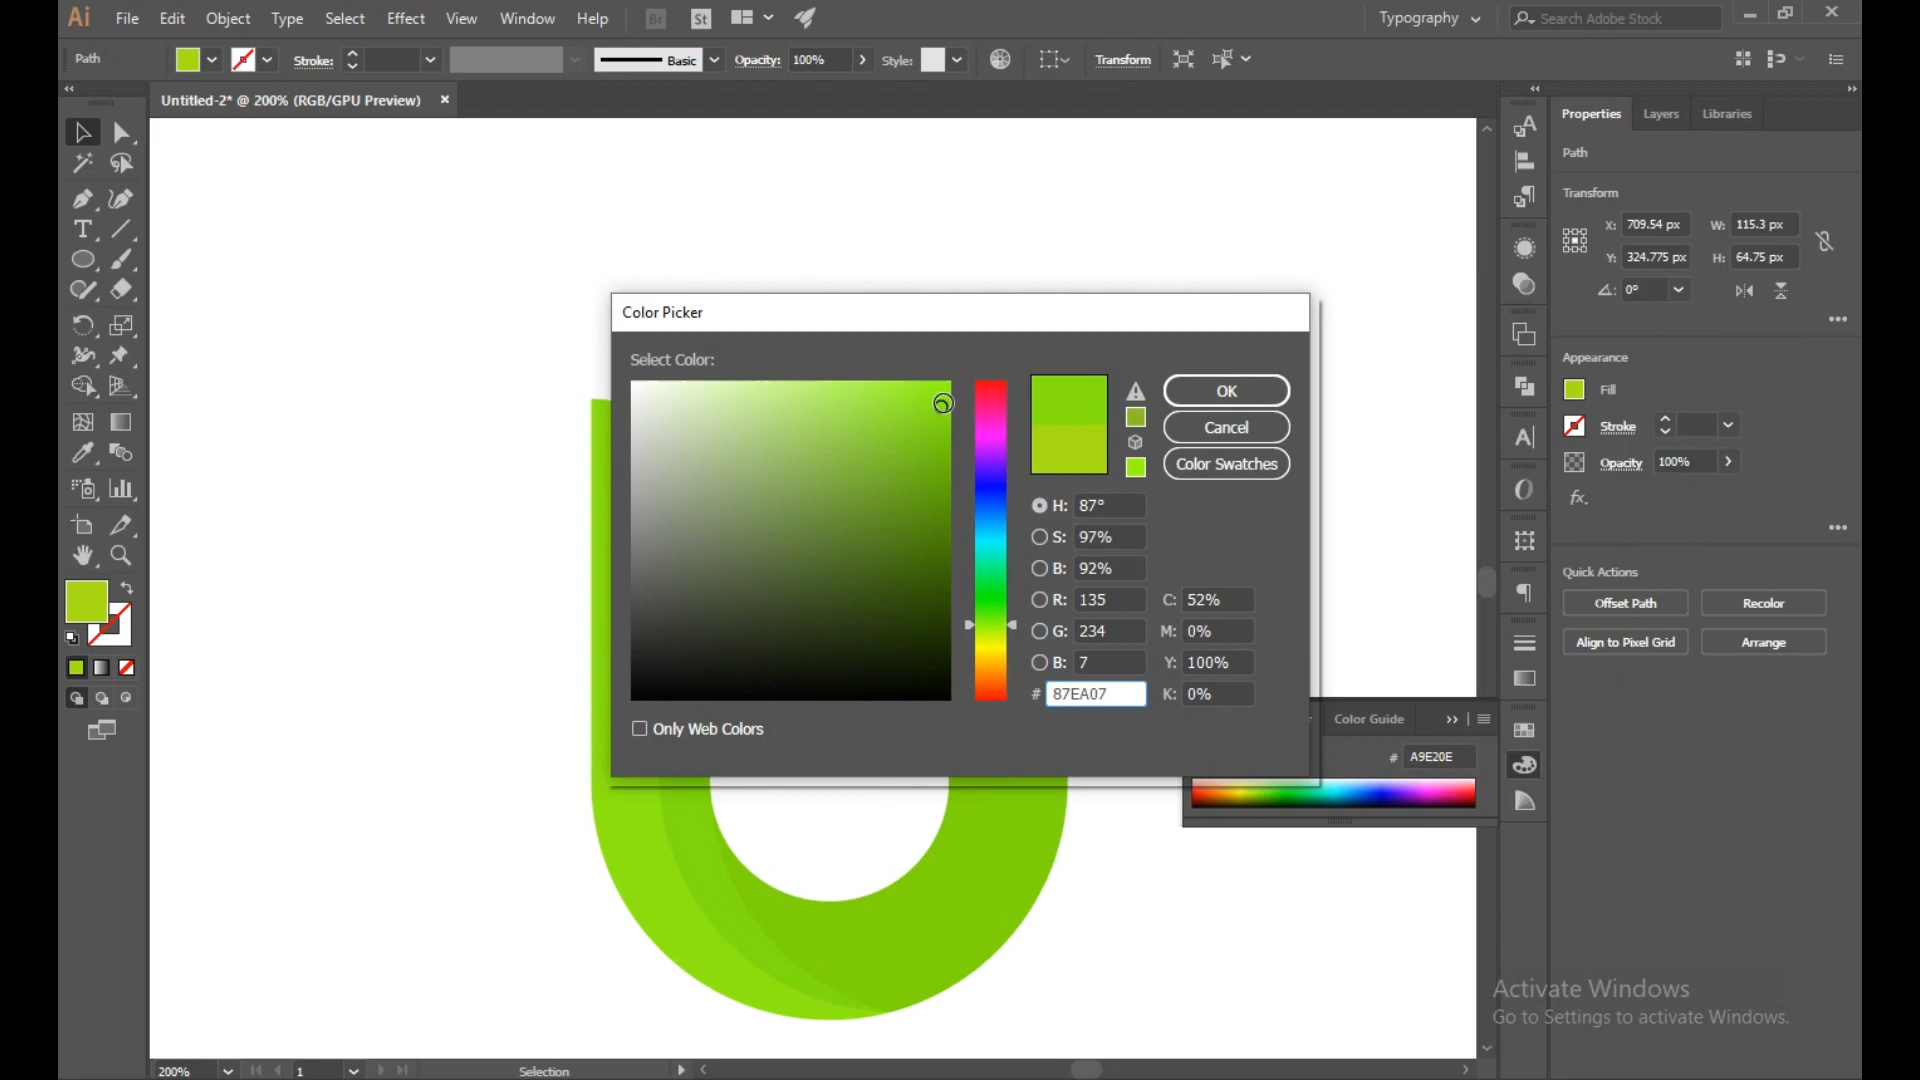 Ai File Edit Object Type Select Effect View Window Help Br St Typography Search Adobe Stock
Path Stroke: Basic Opacity: 100% Style: Transform
Untitled-2* @ 200% (RGB/GPU Preview)
Properties Layers Libraries
Path
Transform
X: 709.54 px W: 115.3 px
Y: 324.775 px H: 64.75 px
0°
Appearance
Fill
Stroke
Opacity 100%
fx.
Quick Actions
Offset Path Recolor
Align to Pixel Grid Arrange
Color Picker
Select Color:
OK
Cancel
Color Swatches
H: 87°
S: 97%
B: 92%
R: 135 C: 52%
G: 234 M: 0%
B: 7 Y: 100%
# 87EA07 K: 0%
Only Web Colors
Color Guide
# A9E20E
Activate Windows
Go to Settings to activate Windows.
200% 1 Selection